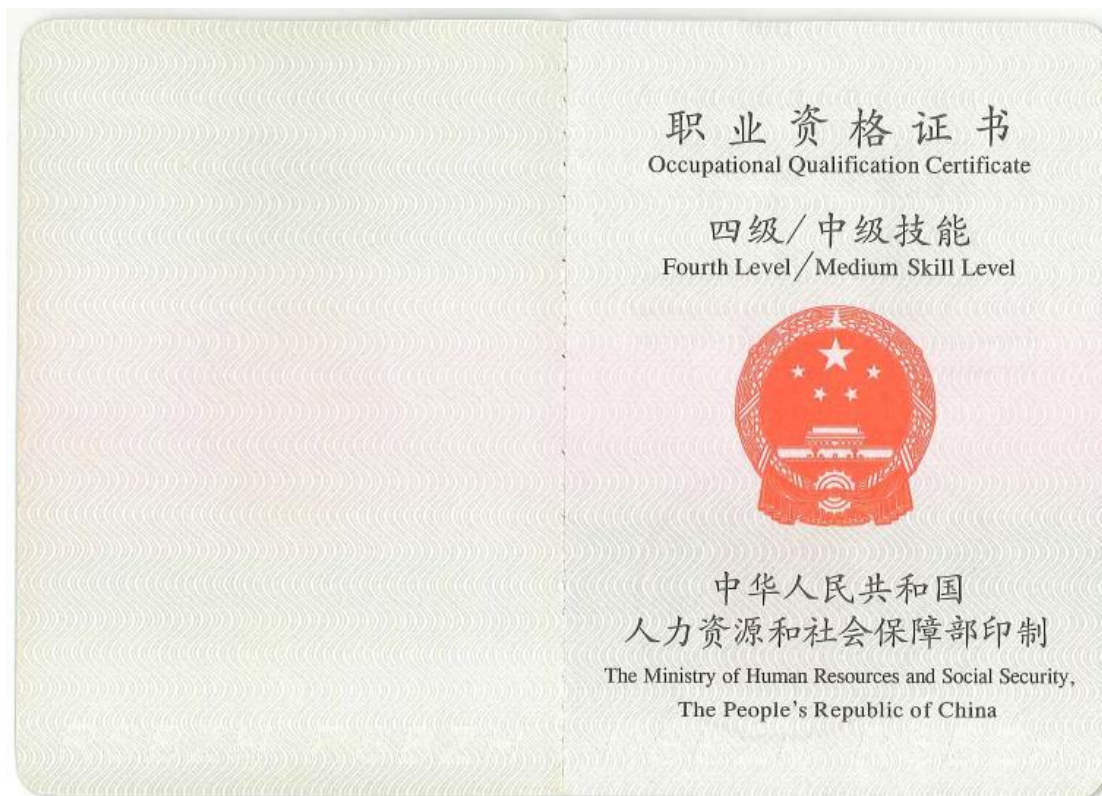 职业资格证书
Occupational Qualification Certificate
四级/中级技能
Fourth Level/Medium Skill Level
中华人民共和国
人力资源和社会保障部印制
The Ministry of Human Resources and Social Security,
The People's Republic of China